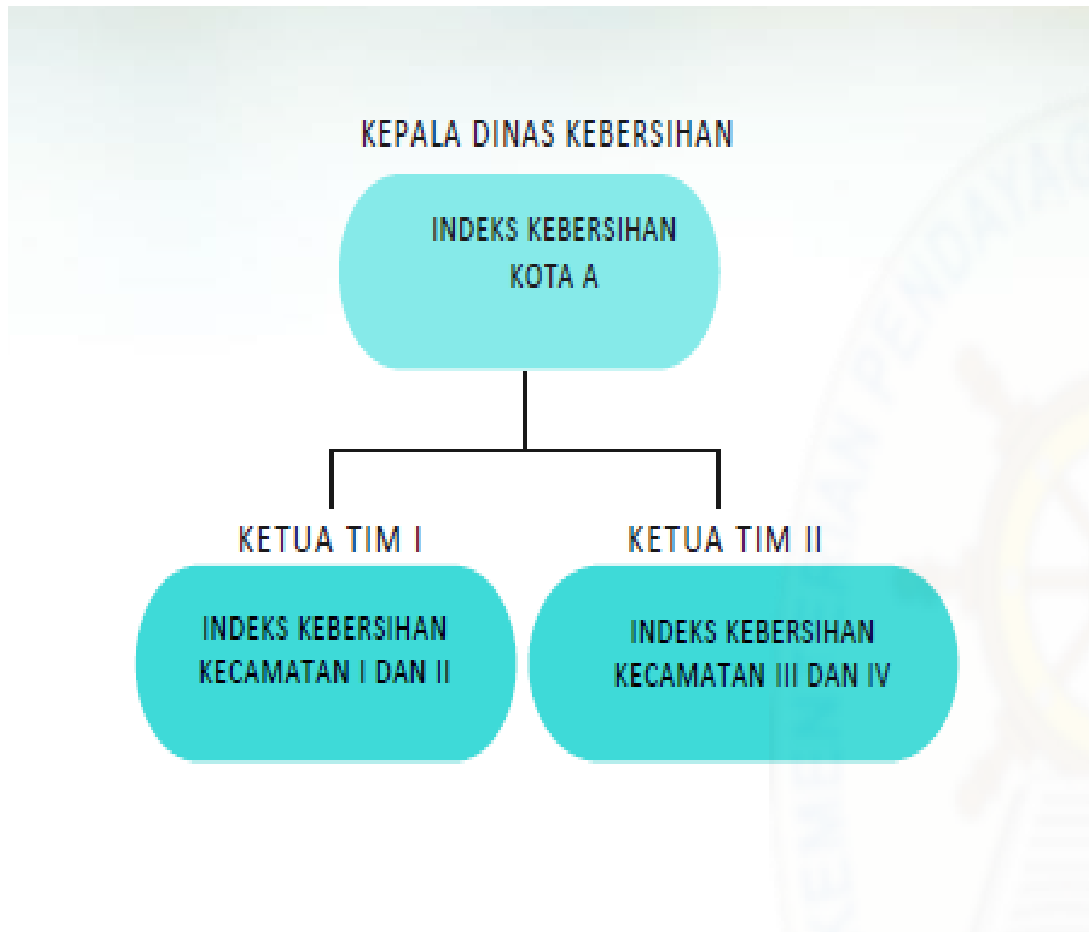 KEPALA DINAS KEBERSIHAN
INDEKS KEBERSIHAN
KOTA A
KETUA TIM I
KETUA TIM II
INDEKS KEBERSIHAN
KECAMATAN I DAN II
INDEKS KEBERSIHAN
KECAMATAN III DAN IV